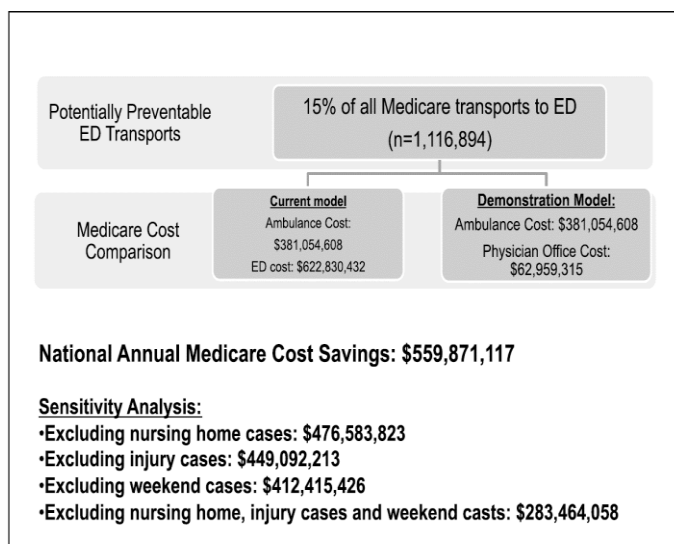 Potentially Preventable
ED Transports
15% of all Medicare transports to ED
(n=1,116,894)
Medicare Cost
Comparison
Current model
Ambulance Cost:
$381,054,608
ED cost: $622,830,432
Demonstration Model:
Ambulance Cost: $381,054,608
Physician Office Cost:
$62,959,315
National Annual Medicare Cost Savings: $559,871,117
Sensitivity Analysis:
•Excluding nursing home cases: $476,583,823
•Excluding injury cases: $449,092,213
•Excluding weekend cases: $412,415,426
•Excluding nursing home, injury cases and weekend casts: $283,464,058